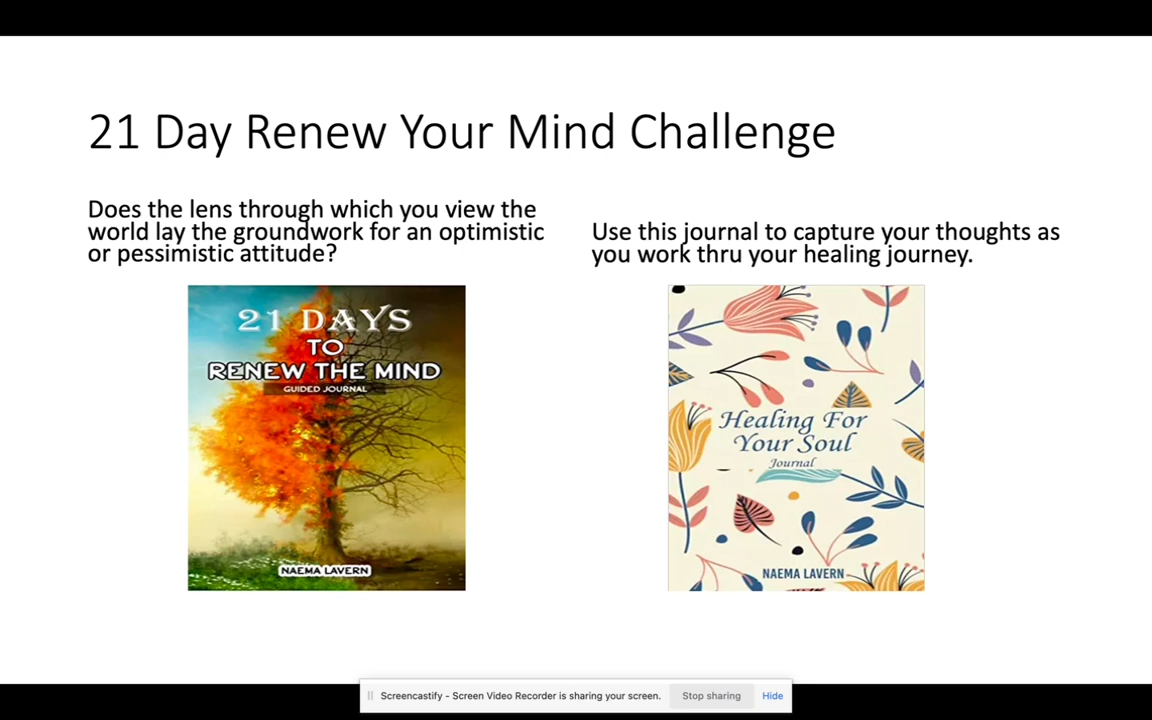 21 Day Renew Your Mind Challenge
Does the lens through which you view the
world lay the groundwork for an optimistic
or pessimistic attitude?
Use this journal to capture your thoughts as
you work thru your healing journey.
21 DAYS
TO
RENEW THE MIND
GUIDED JOURNAL
NAEMA LAVERN
Healing For
Your Soul
Journal
NAEMA LAVERN
Screencastify - Screen Video Recorder is sharing your screen.
Stop sharing
Hide